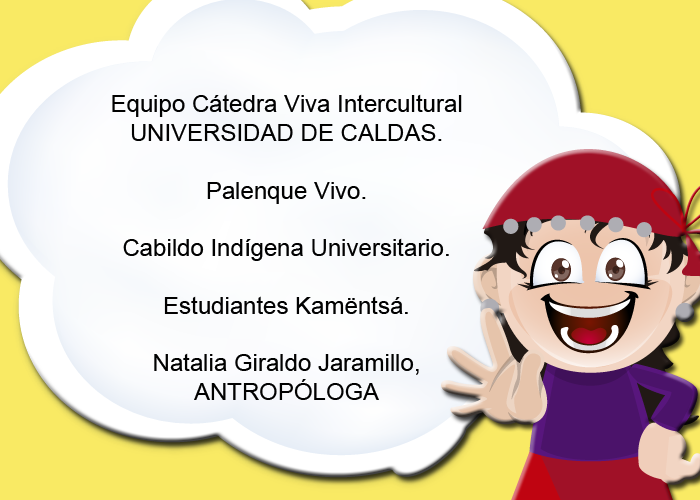 Equipo Cátedra Viva Intercultural
UNIVERSIDAD DE CALDAS.
Palenque Vivo.
Cabildo Indígena Universitario.
Estudiantes Kamëntsá.
Natalia Giraldo Jaramillo,
ANTROPÓLOGA